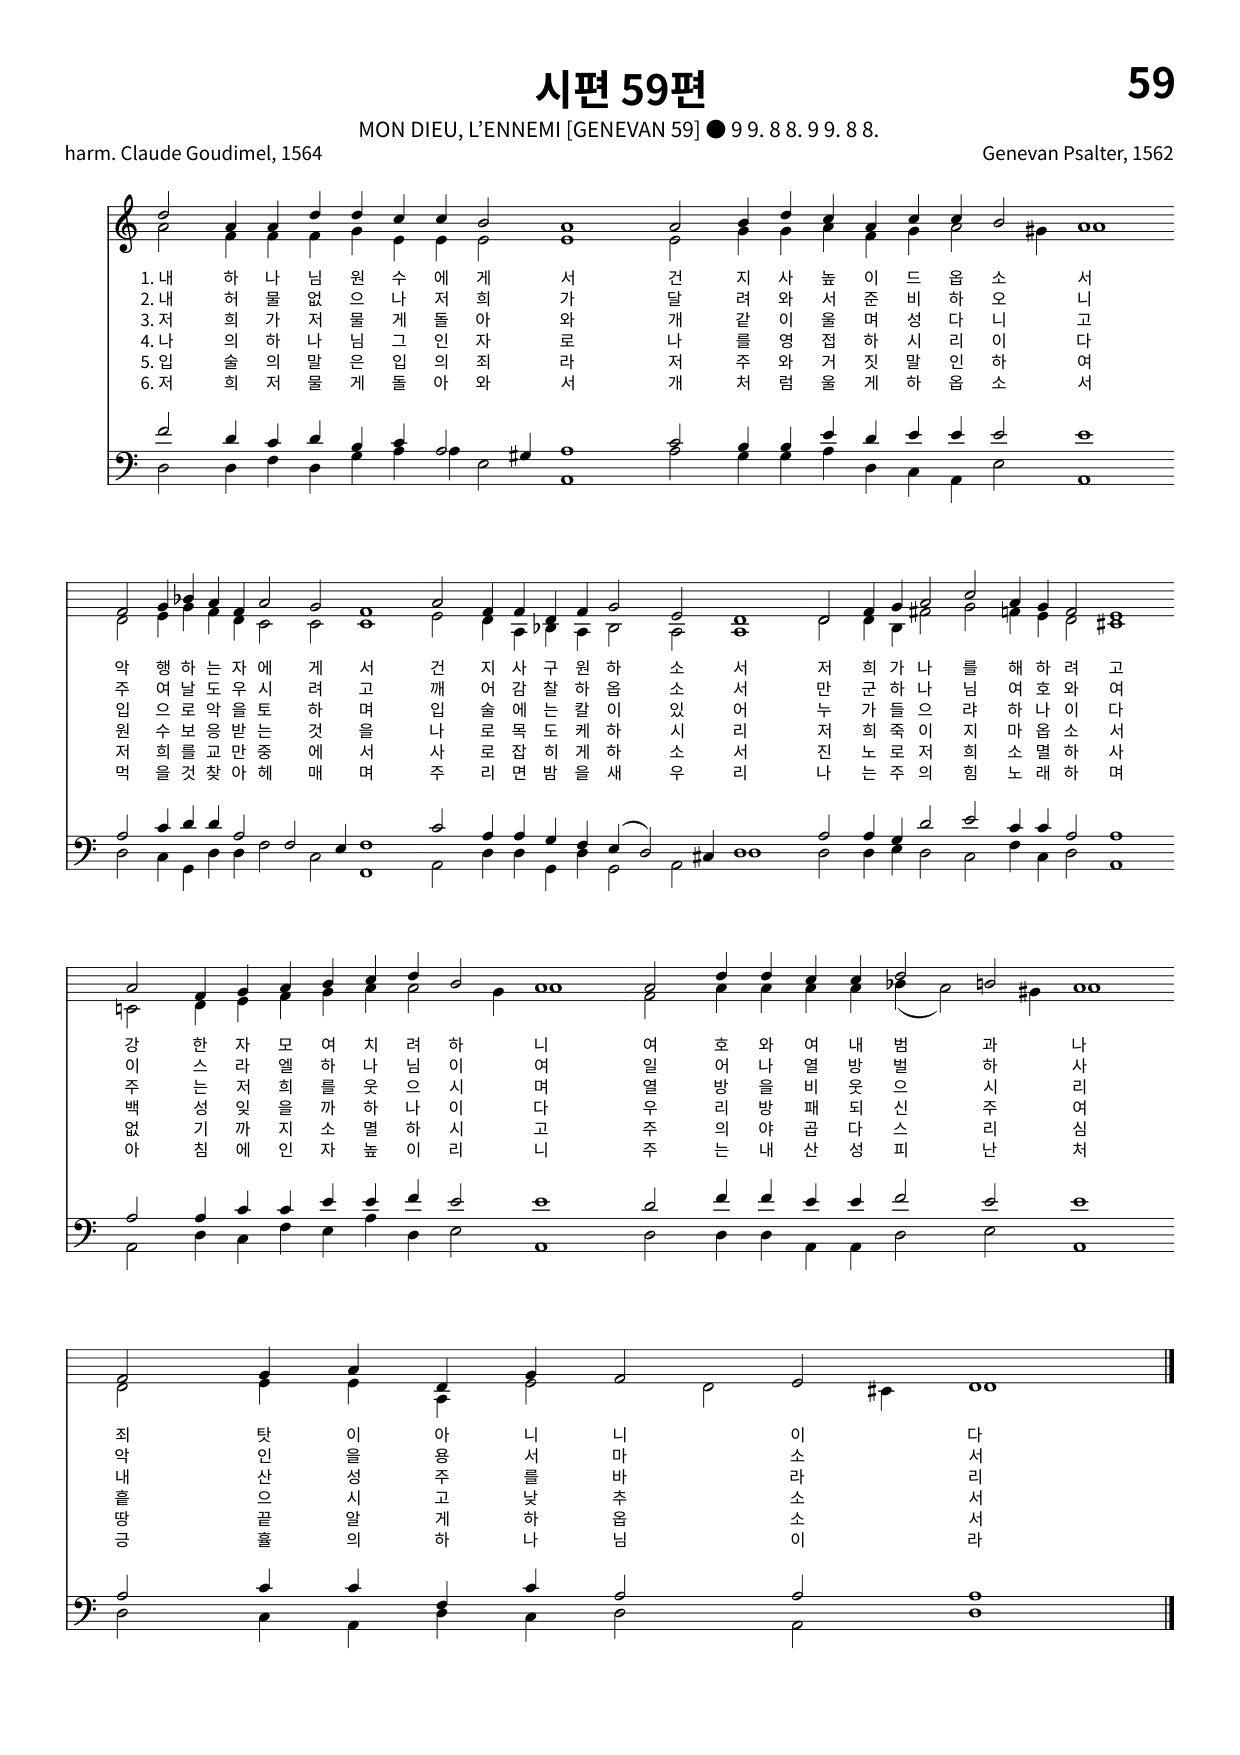 시편 59편
59
MON DIEU, L’ENNEMI [GENEVAN 59] ● 9 9. 8 8. 9 9. 8 8.
harm. Claude Goudimel, 1564
Genevan Psalter, 1562
1. 내 하 나 님 원 수 에 게 서 건 지 사 높 이 드 옵 소 서
2. 내 허 물 없 으 나 저 희 가 달 려 와 서 준 비 하 오 니
3. 저 희 가 저 물 게 돌 아 와 개 같 이 울 며 성 다 니 고
4. 나 의 하 나 님 그 인 자 로 나 를 영 접 하 시 리 이 다
5. 입 술 의 말 은 입 의 죄 라 저 주 와 거 짓 말 인 하 여
6. 저 희 저 물 게 돌 아 와 서 개 처 럼 울 게 하 옵 소 서
악 행 하 는 자 에 게 서 건 지 사 구 원 하 소 서 저 희 가 나 를 해 하 려 고
주 여 날 도 우 시 려 고 깨 어 감 찰 하 옵 소 서 만 군 하 나 님 여 호 와 여
입 으 로 악 을 토 하 며 입 술 에 는 칼 이 있 어 누 가 들 으 랴 하 나 이 다
원 수 보 응 받 는 것 을 나 로 목 도 케 하 시 리 저 희 죽 이 지 마 옵 소 서
저 희 를 교 만 중 에 서 사 로 잡 히 게 하 소 서 진 노 로 저 희 소 멸 하 사
먹 을 것 찾 아 헤 매 며 주 리 면 밤 을 새 우 리 나 는 주 의 힘 노 래 하 며
강 한 자 모 여 치 려 하 니 여 호 와 여 내 범 과 나
이 스 라 엘 하 나 님 이 여 일 어 나 열 방 벌 하 사
주 는 저 희 를 웃 으 시 며 열 방 을 비 웃 으 시 리
백 성 잊 을 까 하 나 이 다 우 리 방 패 되 신 주 여
없 기 까 지 소 멸 하 시 고 주 의 야 곱 다 스 리 심
아 침 에 인 자 높 이 리 니 주 는 내 산 성 피 난 처
죄 탓 이 아 니 니 이 다
악 인 을 용 서 마 소 서
내 산 성 주 를 바 라 리
흩 으 시 고 낮 추 소 서
땅 끝 알 게 하 옵 소 서
긍 휼 의 하 나 님 이 라